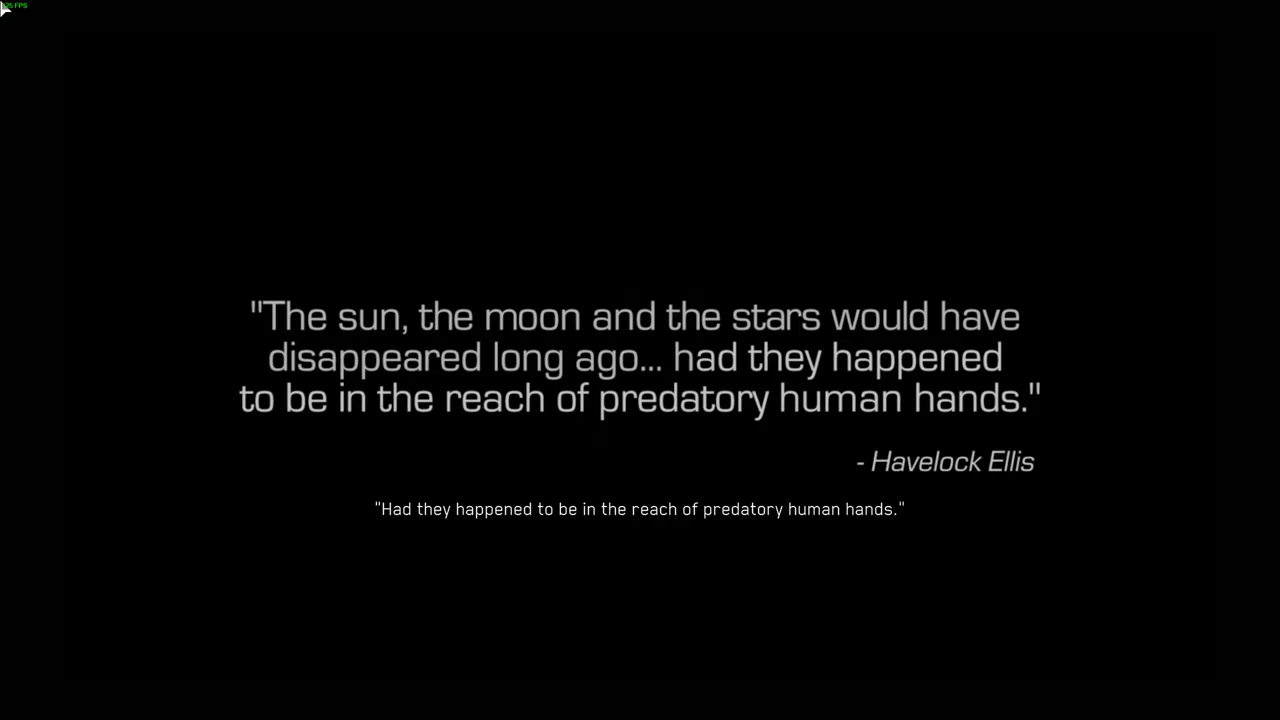 "The sun, the moon and the stars would have
disappeared long ago... had they happened
to be in the reach of predatory human hands."
- Havelock Ellis
"Had they happened to be in the reach of predatory human hands."